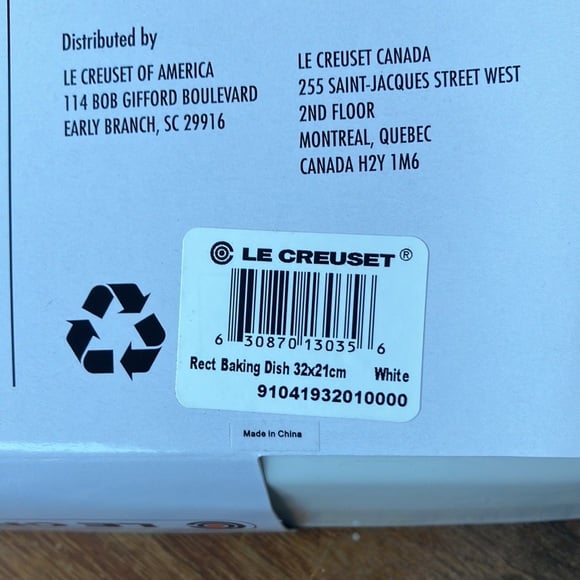 Distributed by
LE CREUSET OF AMERICA
114 BOB GIFFORD BOULEVARD
EARLY BRANCH, SC 29916
LE CREUSET CANADA
255 SAINT-JACQUES STREET WEST
2ND FLOOR
MONTREAL, QUEBEC
CANADA H2Y 1M6
LE CREUSET®
6 30870 13035 6
Rect Baking Dish 32x21cm White
91041932010000
Made in China